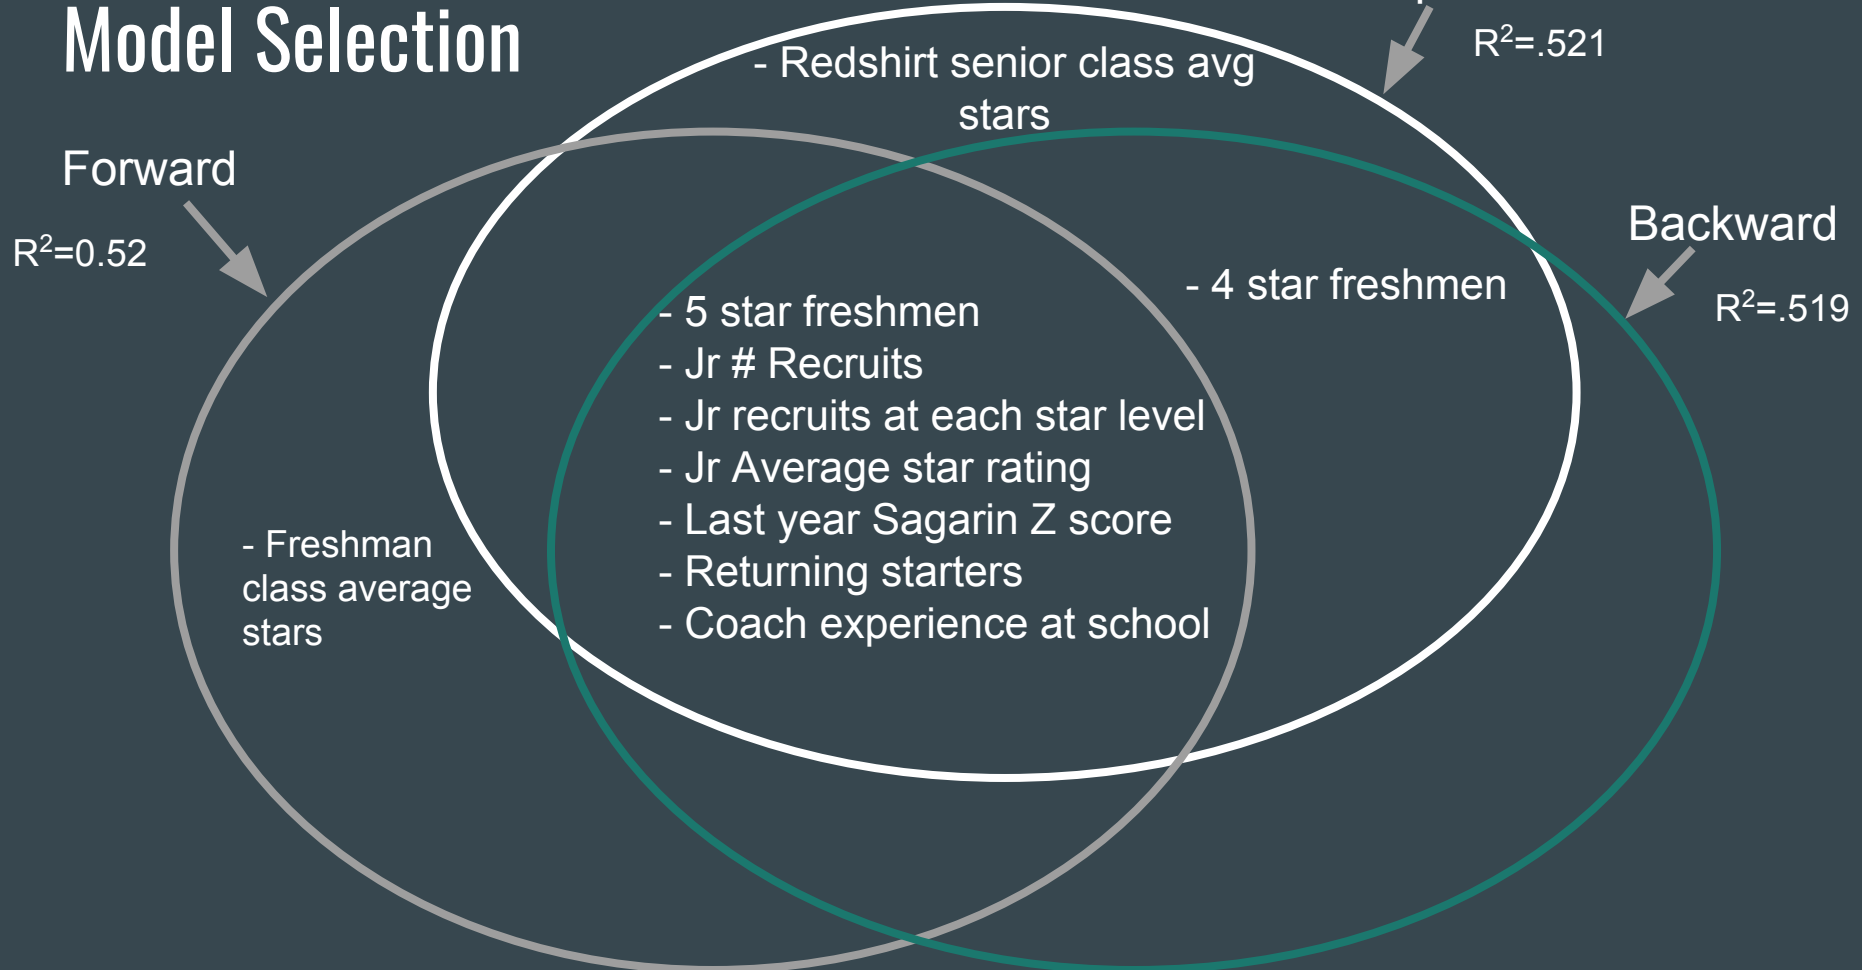 Model Selection
R²=.521
- Redshirt senior class avg
stars
Forward
R²=0.52
Backward
R²=.519
- 4 star freshmen
- 5 star freshmen
- Jr # Recruits
- Jr recruits at each star level
- Jr Average star rating
- Last year Sagarin Z score
- Returning starters
- Coach experience at school
- Freshman
class average
stars